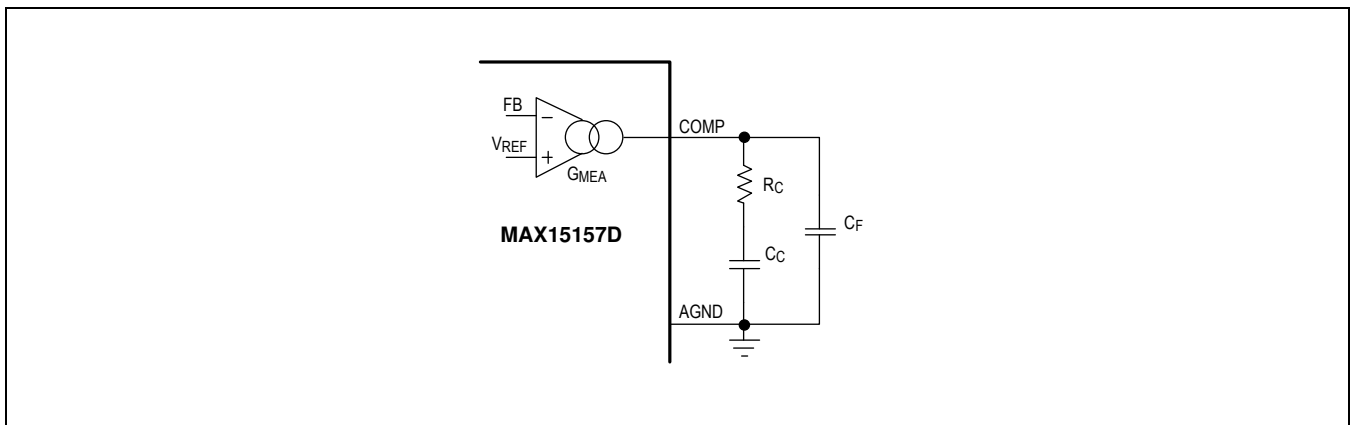 FB
−
VREF
+
GMEA
COMP
MAX15157D
RC
CF
CC
AGND